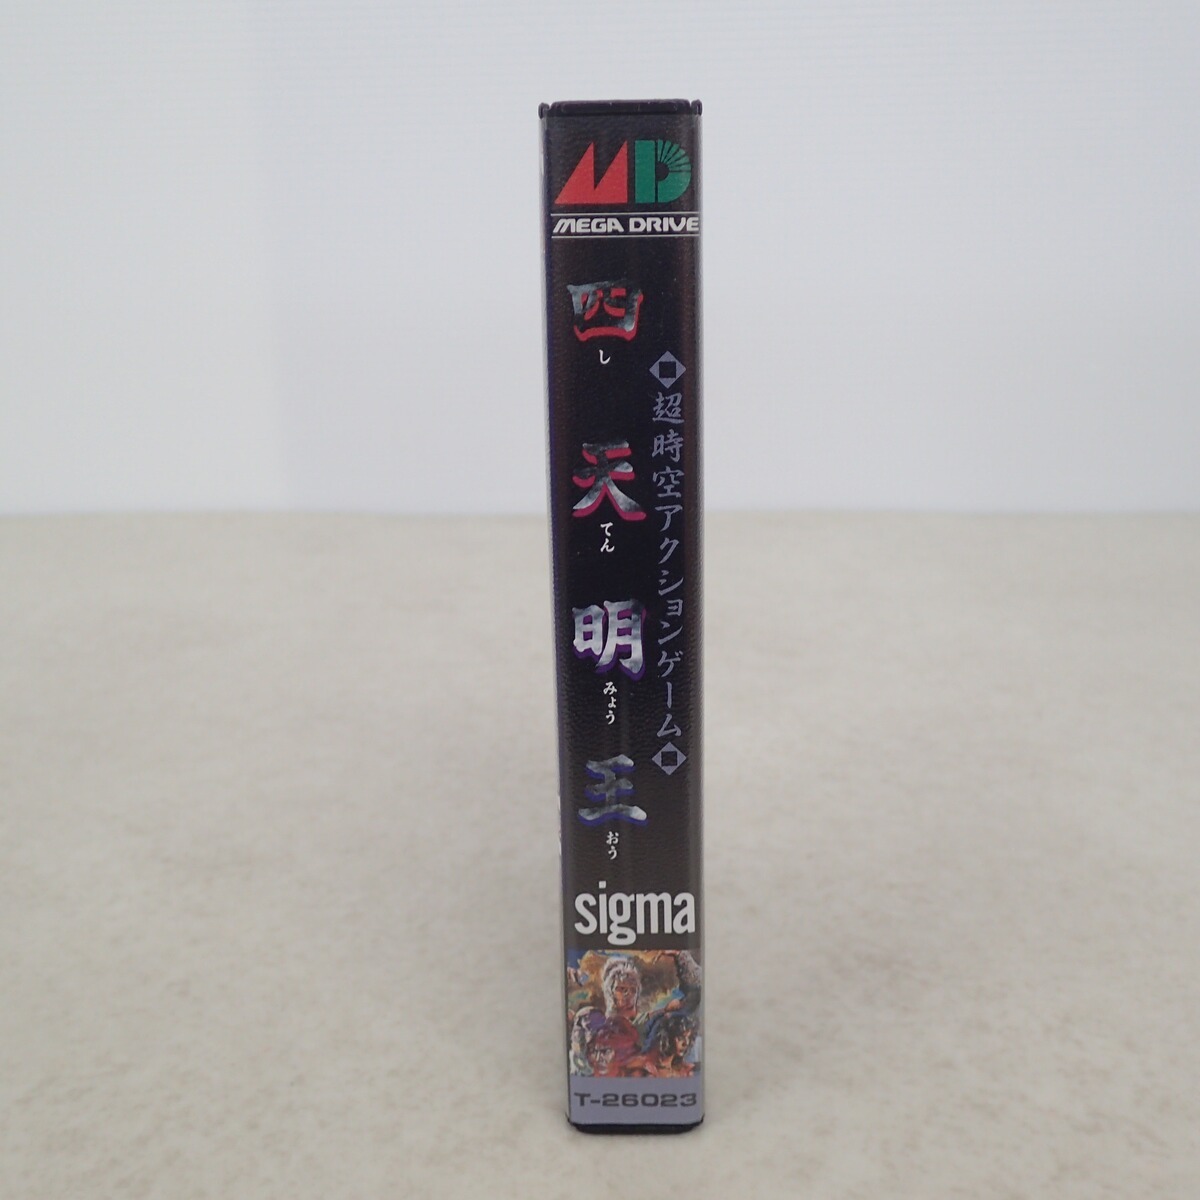 MD
MEGA DRIVE
◆超時空アクションゲーム◆
四天明王
し てん みょう おう
sigma
T-26023